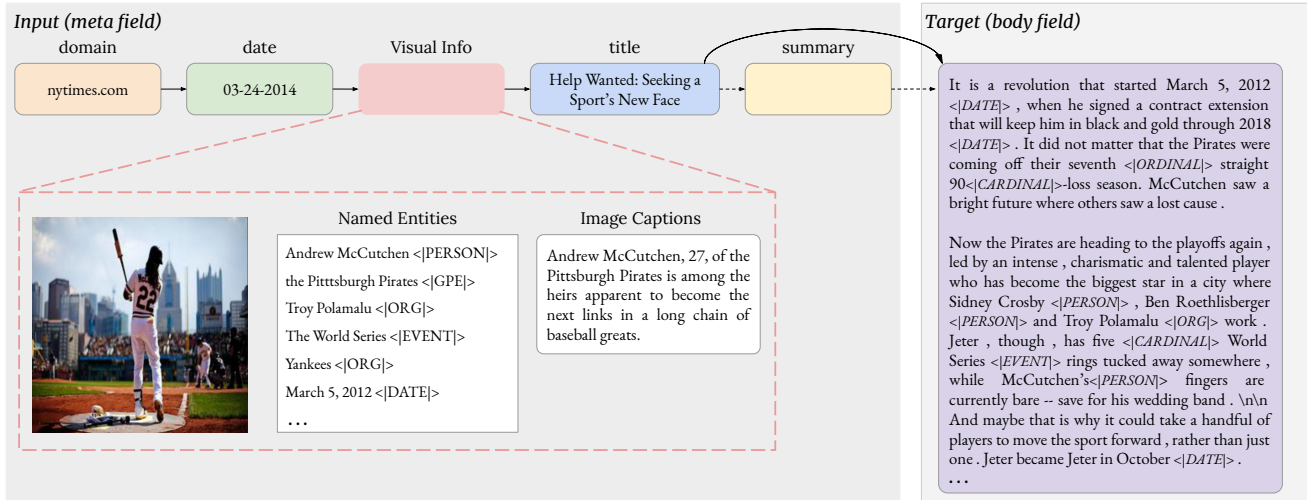 Input (meta field)
domain
date
Visual Info
title
summary
nytimes.com
03-24-2014
Help Wanted: Seeking a
Sport's New Face
Named Entities
Andrew McCutchen <|PERSON|>
the Pitttsburgh Pirates <|GPE|>
Troy Polamalu <|ORG|>
The World Series <|EVENT|>
Yankees <|ORG|>
March 5, 2012 <|DATE|>
...
Image Captions
Andrew McCutchen, 27, of the
Pittsburgh Pirates is among the
heirs apparent to become the
next links in a long chain of
baseball greats.
22
Target (body field)
It is a revolution that started March 5, 2012
<|DATE|> , when he signed a contract extension
that will keep him in black and gold through 2018
<|DATE|> . It did not matter that the Pirates were
coming off their seventh <|ORDINAL|> straight
90<|CARDINAL|>-loss season. McCutchen saw a
bright future where others saw a lost cause .
Now the Pirates are heading to the playoffs again ,
led by an intense , charismatic and talented player
who has become the biggest star in a city where
Sidney Crosby <|PERSON|> , Ben Roethlisberger
<|PERSON|> and Troy Polamalu <|ORG|> work .
Jeter , though , has five <|CARDINAL|> World
Series <|EVENT|> rings tucked away somewhere ,
while McCutchen's<|PERSON|> fingers are
currently bare -- save for his wedding band . \n\n
And maybe that is why it could take a handful of
players to move the sport forward , rather than just
one . Jeter became Jeter in October <|DATE|> .
...